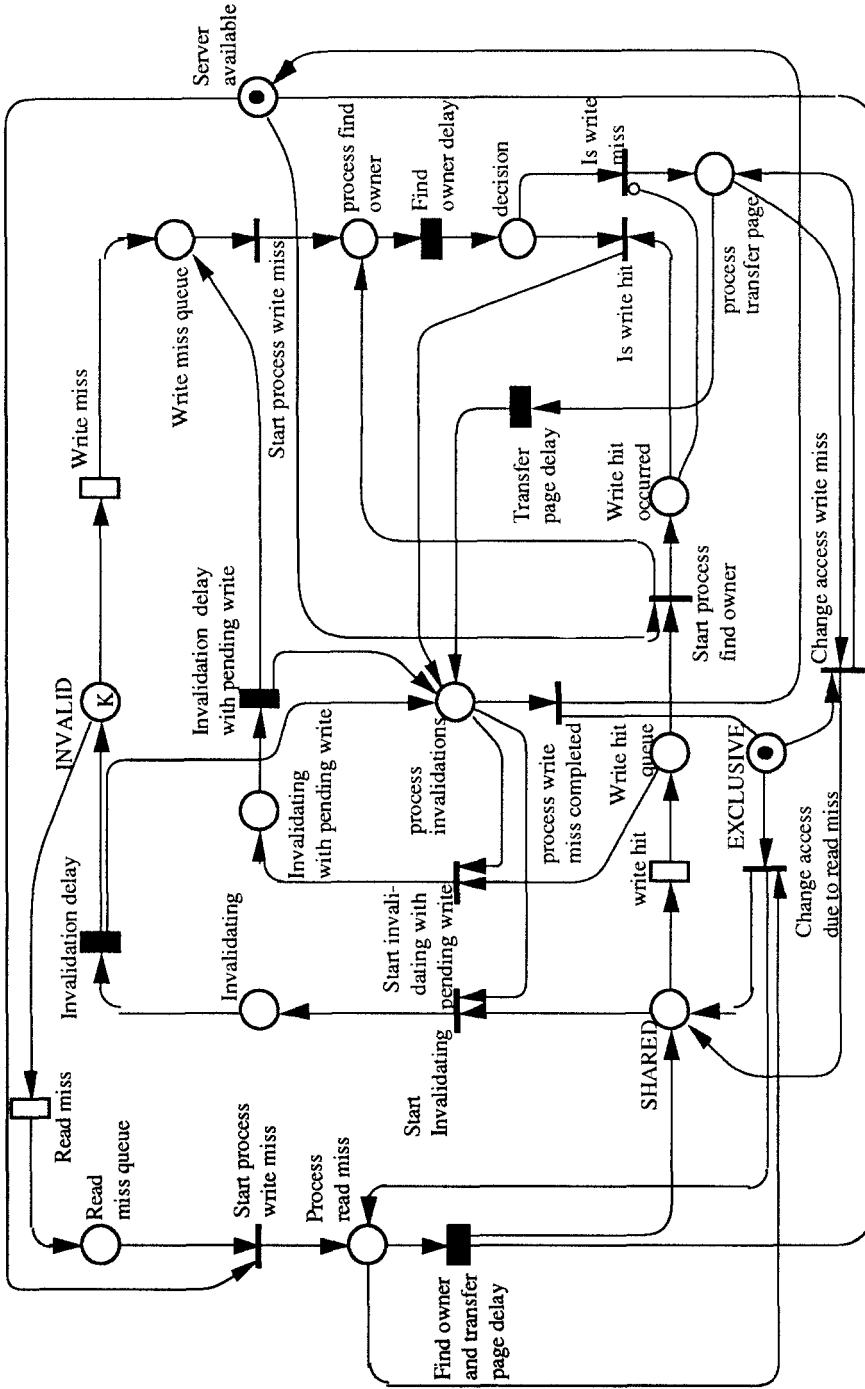 Server
available
INVALID
K
Write miss
Write miss queue
Start process write miss
process find
owner
Find
owner delay
decision
Is write
miss
Is write hit
process
transfer page
Transfer
page delay
Write hit
occurred
Start process
find owner
Change access write miss
Invalidation delay
with pending write
Invalidating
with pending write
process
invalidations
process write
miss completed
Write hit
queue
EXCLUSIVE
Change access
due to read miss
write hit
Start invali-
dating with
pending write
Invalidation delay
Invalidating
Start
Invalidating
SHARED
Read miss
Read
miss queue
Start process
write miss
Process
read miss
Find owner
and transfer
page delay